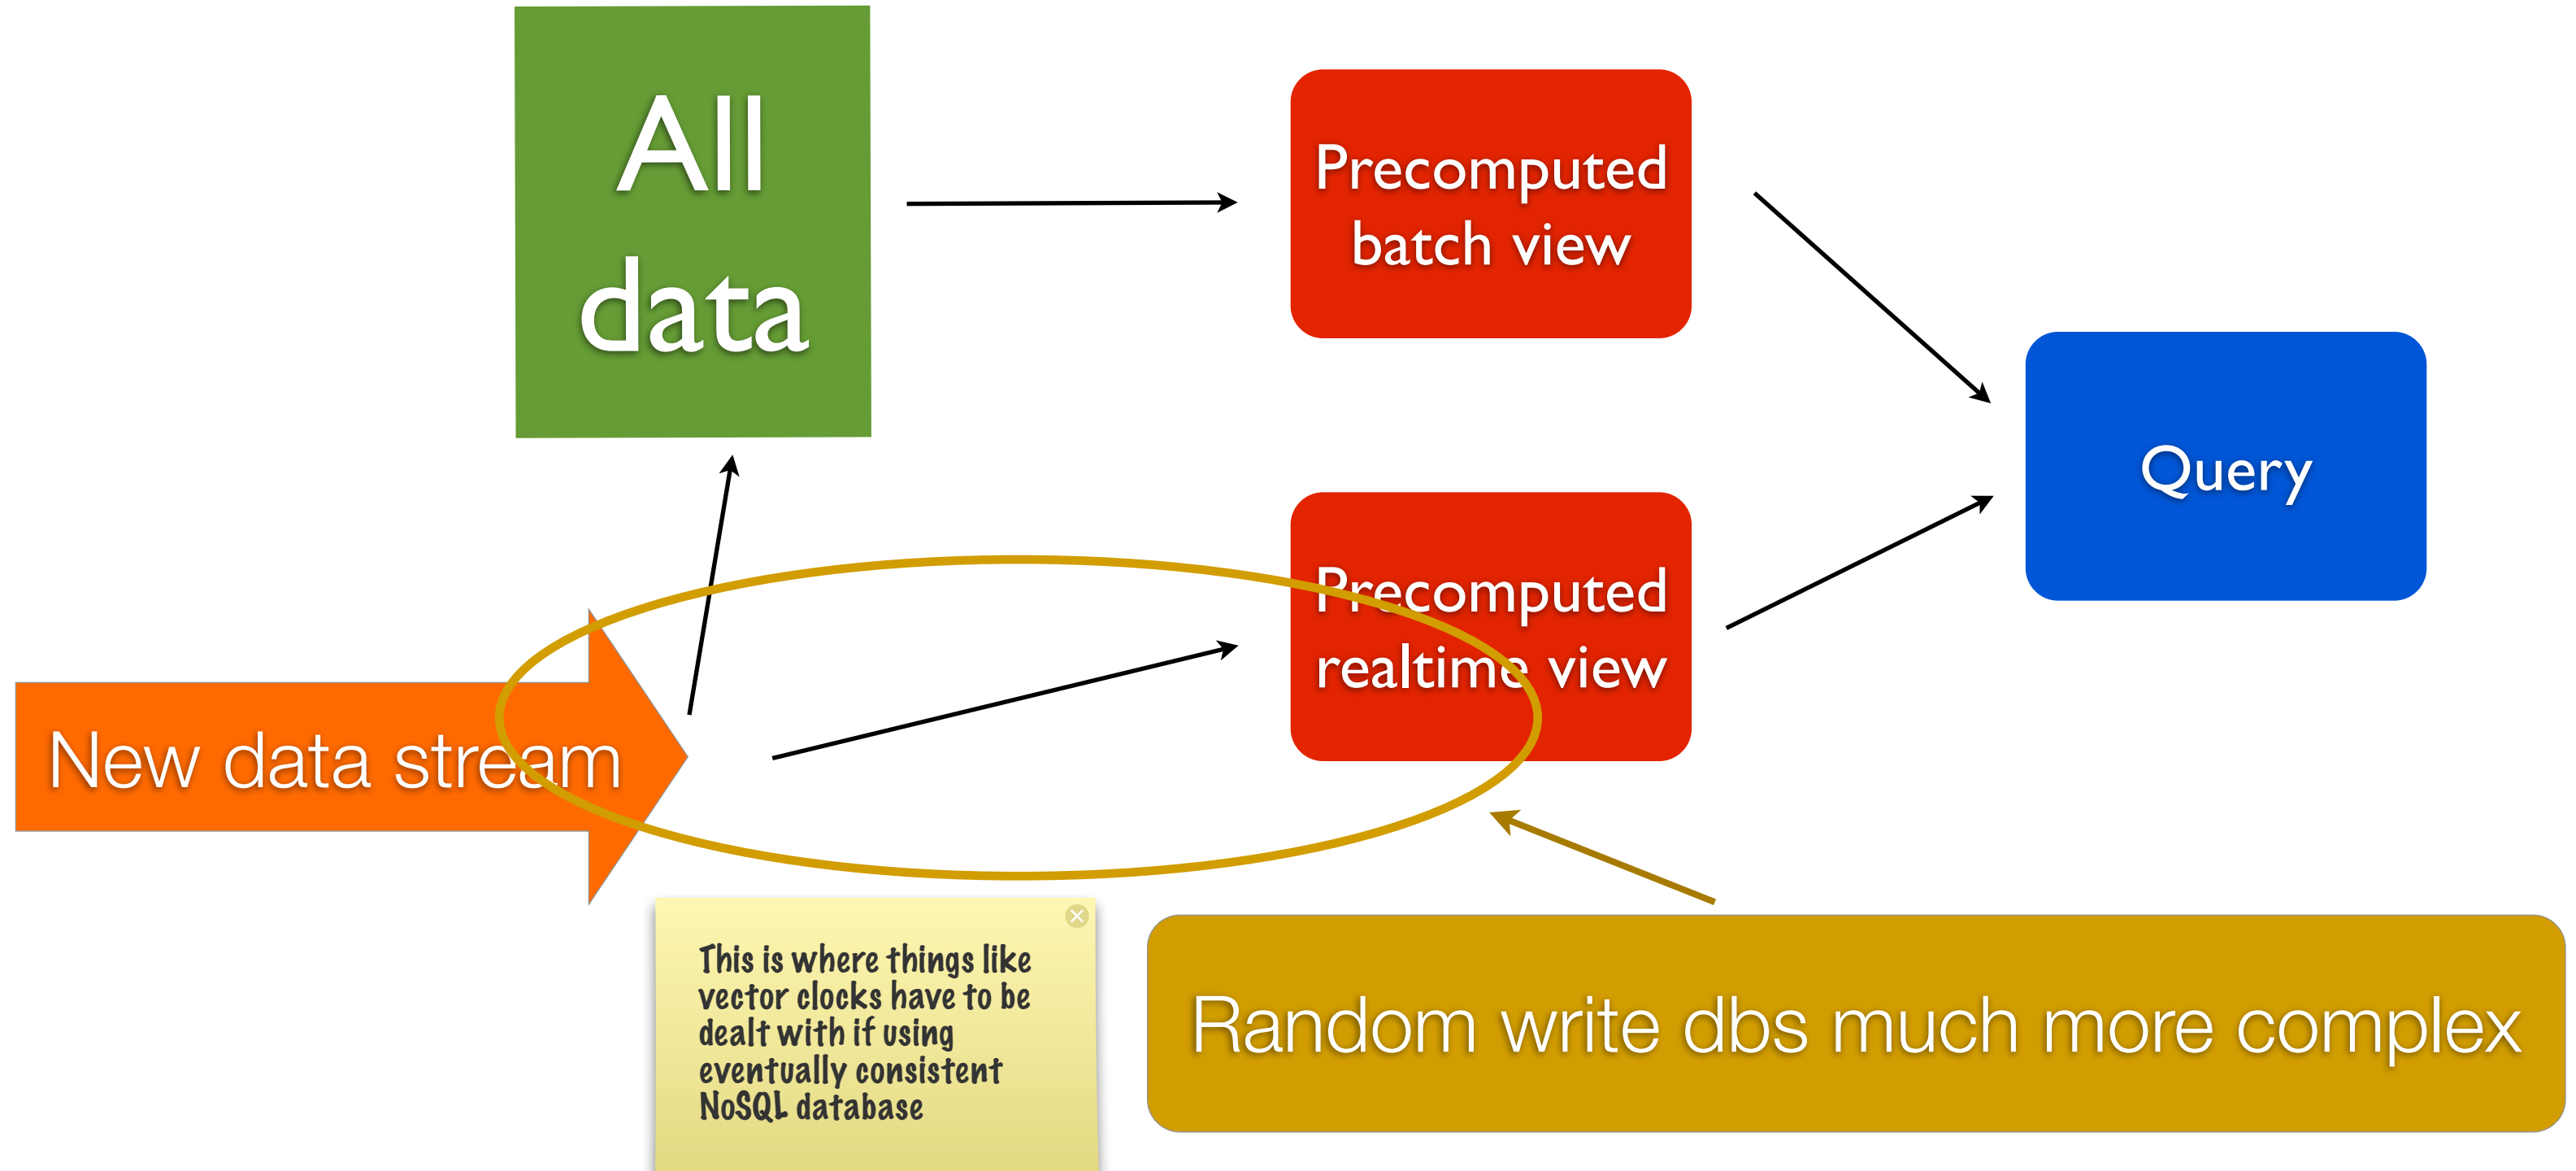 All
data
Precomputed
batch view
Query
Precomputed
realtime view
New data stream
This is where things like
vector clocks have to be
dealt with if using
eventually consistent
NoSQL database
Random write dbs much more complex